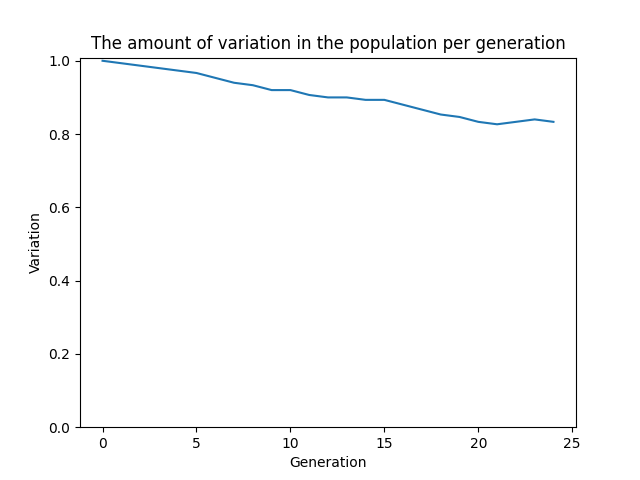 The amount of variation in the population per generation
1.0
0.8
0.6
0.4
0.2
0.0
Variation
0 5 10 15 20 25
Generation